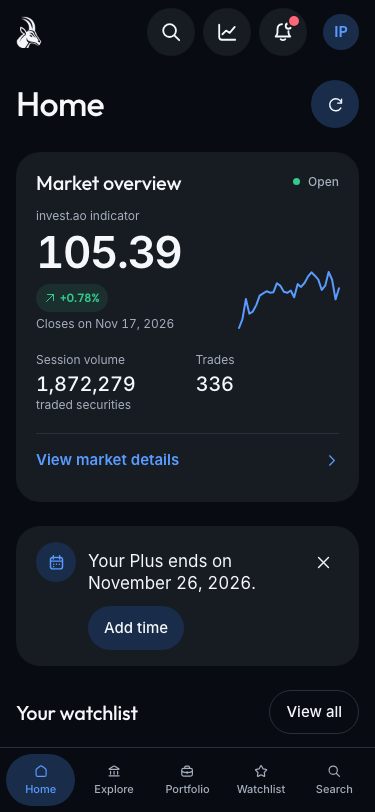 IP
Home
Market overview
Open
invest.ao indicator
105.39
+0.78%
Closes on Nov 17, 2026
Session volume
Trades
1,872,279
336
traded securities
View market details
Your Plus ends on
November 26, 2026.
Add time
Your watchlist
View all
Home
Explore
Portfolio
Watchlist
Search